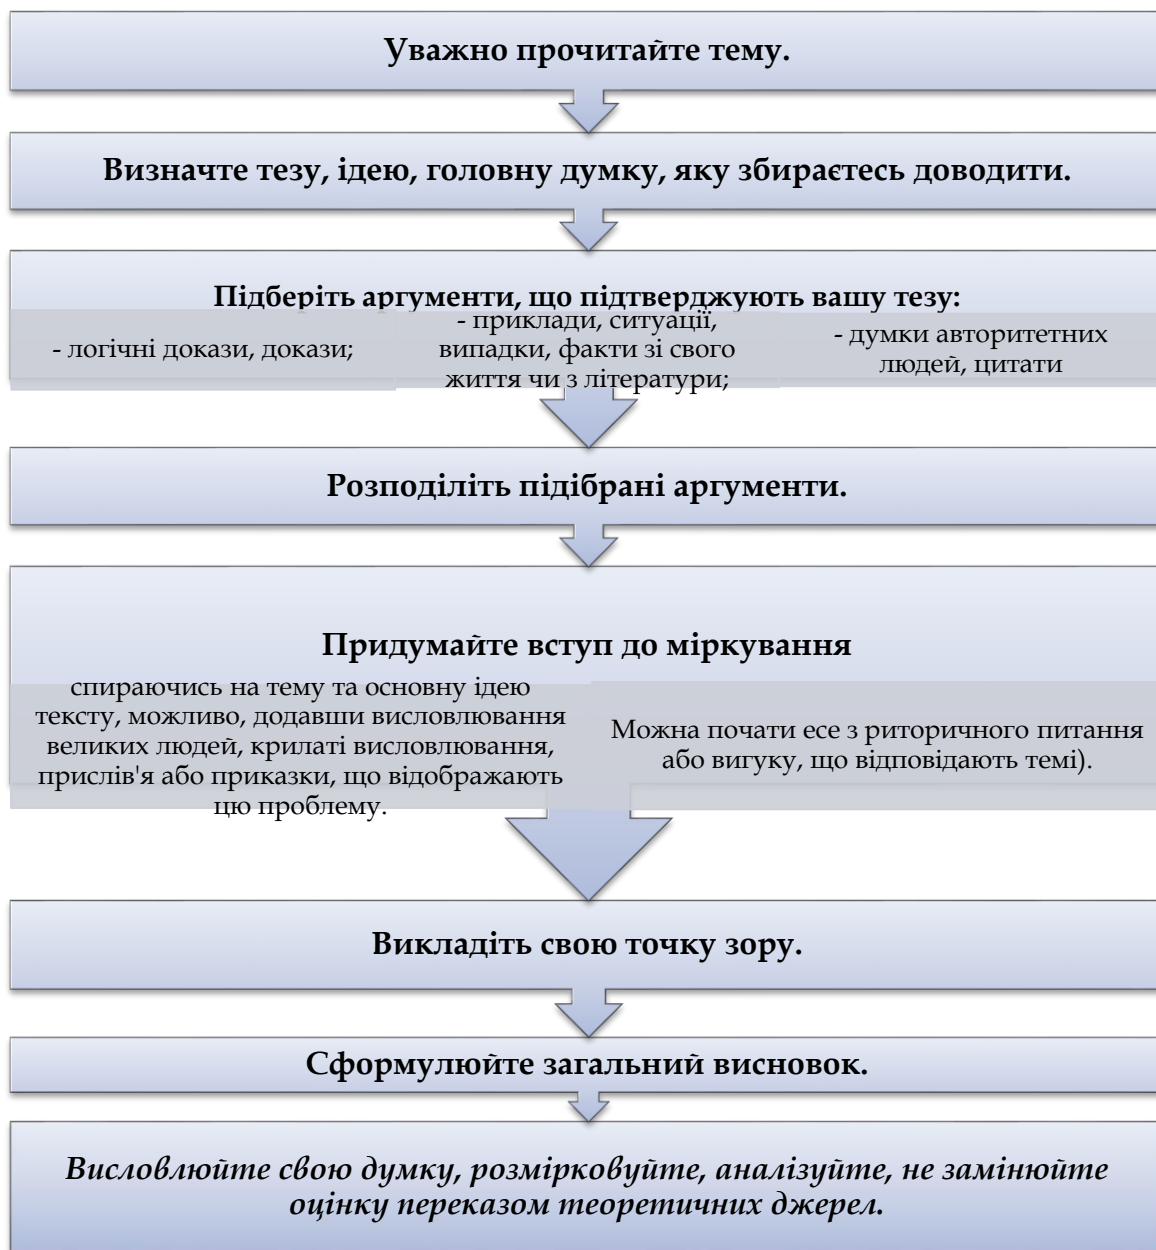 Уважно прочитайте тему.
Визначте тезу, ідею, головну думку, яку збираєтесь доводити.
Підберіть аргументи, що підтверджують вашу тезу:
- логічні докази, докази;
- приклади, ситуації,
випадки, факти зі свого
життя чи з літератури;
- думки авторитетних
людей, цитати
Розподіліть підібрані аргументи.
Придумайте вступ до міркування
спираючись на тему та основну ідею
тексту, можливо, додавши висловлювання
великих людей, крилаті висловлювання,
прислів'я або приказки, що відображають
цю проблему.
Можна почати есе з риторичного питання
або вигуку, що відповідають темі).
Викладіть свою точку зору.
Сформулюйте загальний висновок.
Висловлюйте свою думку, розмірковуйте, аналізуйте, не замінюйте
оцінку переказом теоретичних джерел.